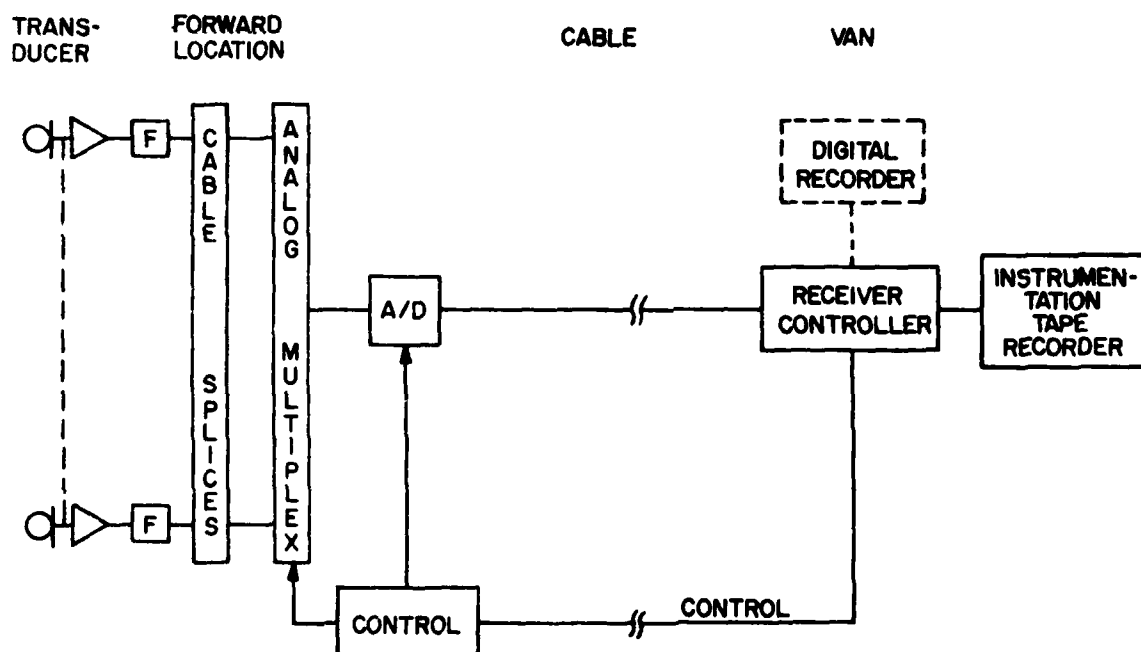 TRANS-
DUCER
FORWARD
LOCATION
CABLE
VAN
F
CABLE SPLICES
ANALOG MULTIPLEX
DIGITAL
RECORDER
A/D
RECEIVER
CONTROLLER
INSTRUMEN-
TATION
TAPE
RECORDER
F
CONTROL
CONTROL